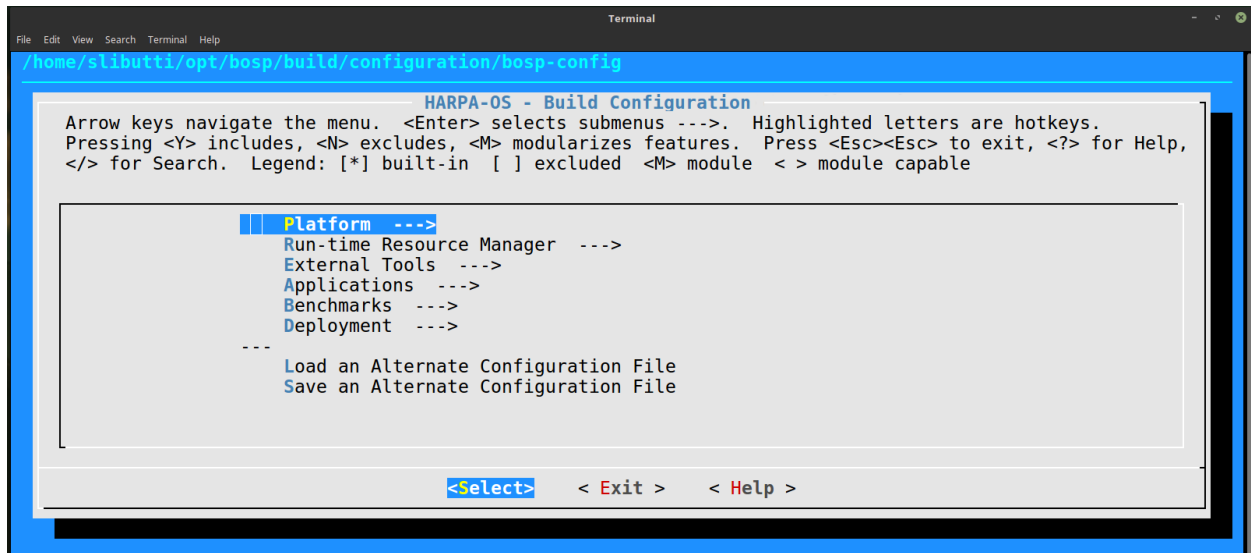 Terminal
File Edit View Search Terminal Help
/home/slibutti/opt/bosp/build/configuration/bosp-config
HARPA-OS - Build Configuration
Arrow keys navigate the menu. <Enter> selects submenus --->. Highlighted letters are hotkeys.
Pressing <Y> includes, <N> excludes, <M> modularizes features. Press <Esc><Esc> to exit, <?> for Help,
</> for Search. Legend: [*] built-in [ ] excluded <M> module < > module capable
Platform --->
Run-time Resource Manager --->
External Tools --->
Applications --->
Benchmarks --->
Deployment --->
---
Load an Alternate Configuration File
Save an Alternate Configuration File
<Select> < Exit > < Help >